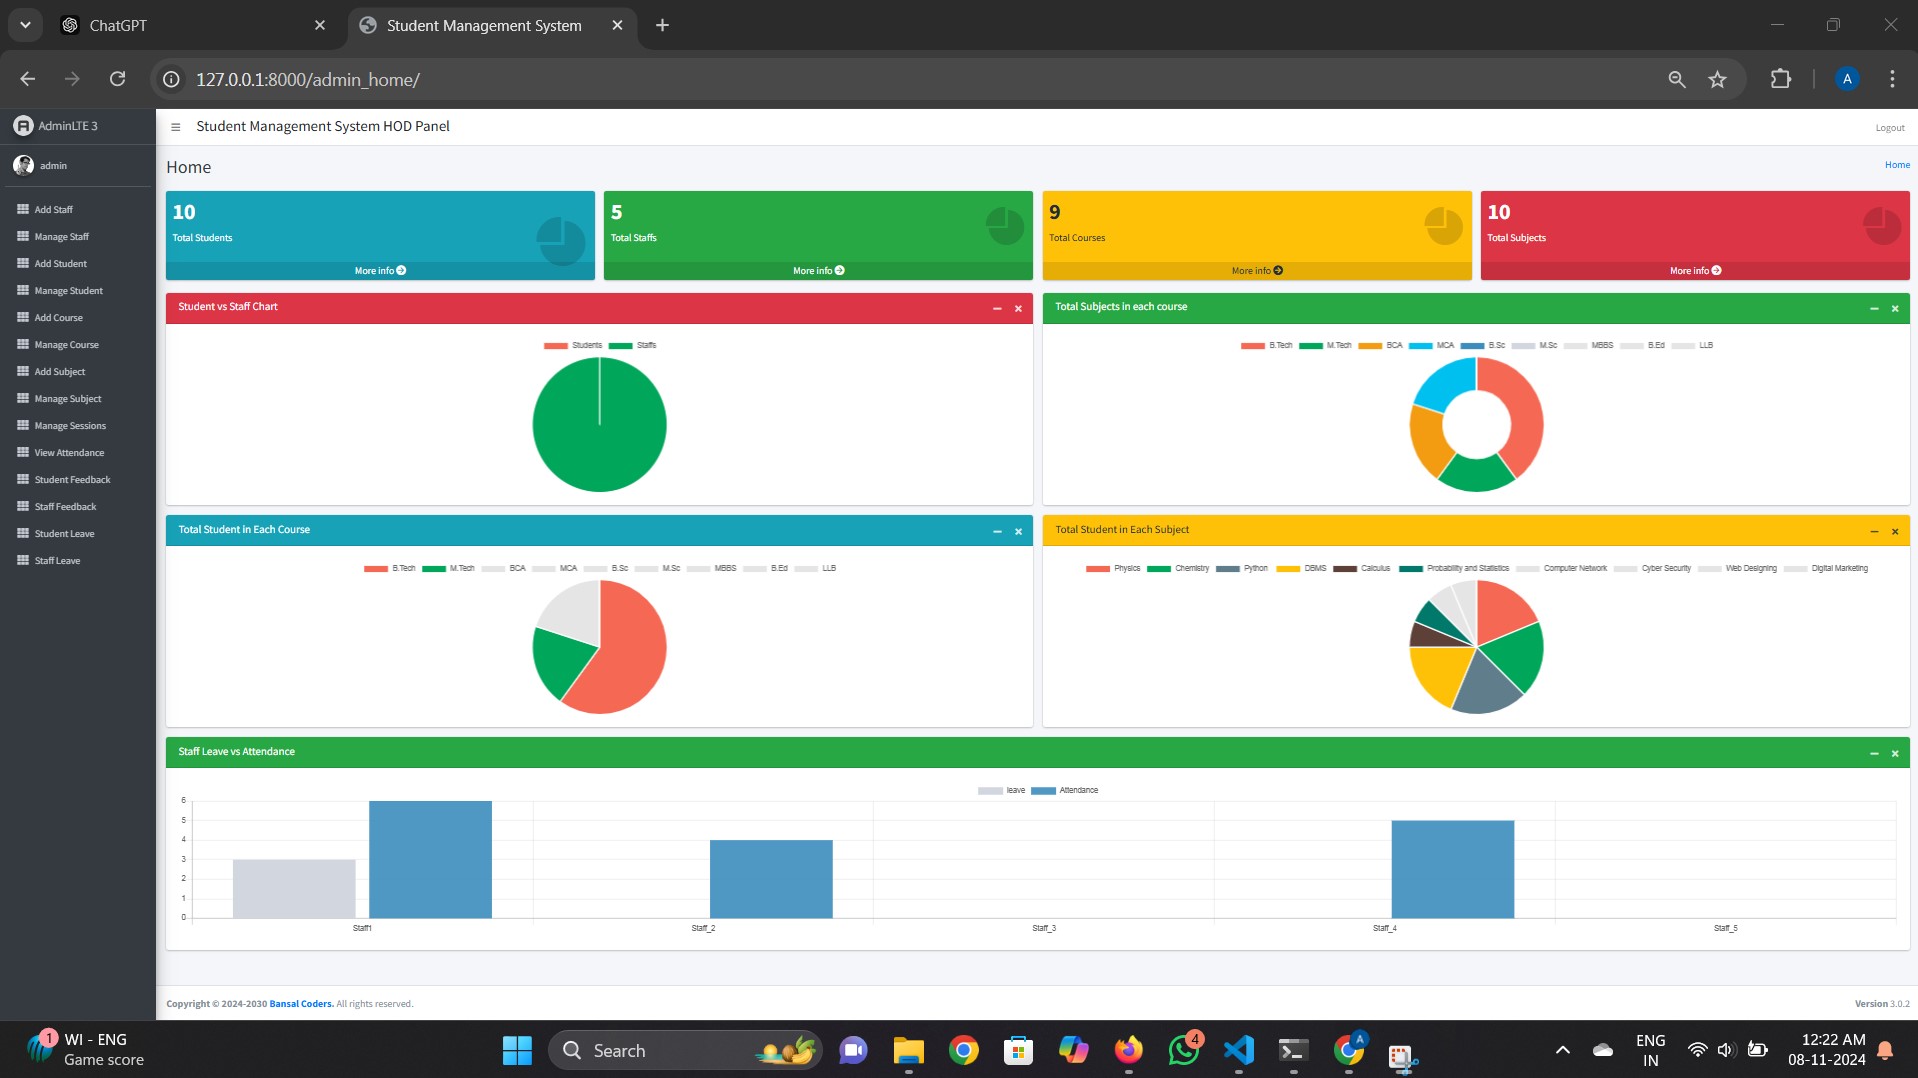 ChatGPT
Student Management System
127.0.0.1:8000/admin_home/
A
AdminLTE 3
Student Management System HOD Panel
Logout
admin
Home
Home
Add Staff
Manage Staff
Add Student
Manage Student
Add Course
Manage Course
Add Subject
Manage Subject
Manage Sessions
View Attendance
Student Feedback
Staff Feedback
Student Leave
Staff Leave
10
Total Students
More info
5
Total Staffs
More info
9
Total Courses
More info
10
Total Subjects
More info
Student vs Staff Chart
Students Staffs
Total Subjects in each course
B.Tech M.Tech BCA MCA B.Sc M.Sc MBBS B.Ed LLB
Total Student in Each Course
B.Tech M.Tech BCA MCA B.Sc M.Sc MBBS B.Ed LLB
Total Student in Each Subject
Physics Chemistry Python DBMS Calculus Probability and Statistics Computer Network Cyber Security Web Designing Digital Marketing
Staff Leave vs Attendance
leave Attendance
6
5
4
3
2
1
0
Staff1 Staff_2 Staff_3 Staff_4 Staff_5
Copyright © 2024-2030 Bansal Coders. All rights reserved.
Version 3.0.2
1
WI - ENG
Game score
Search
4
A
ENG
IN
12:22 AM
08-11-2024